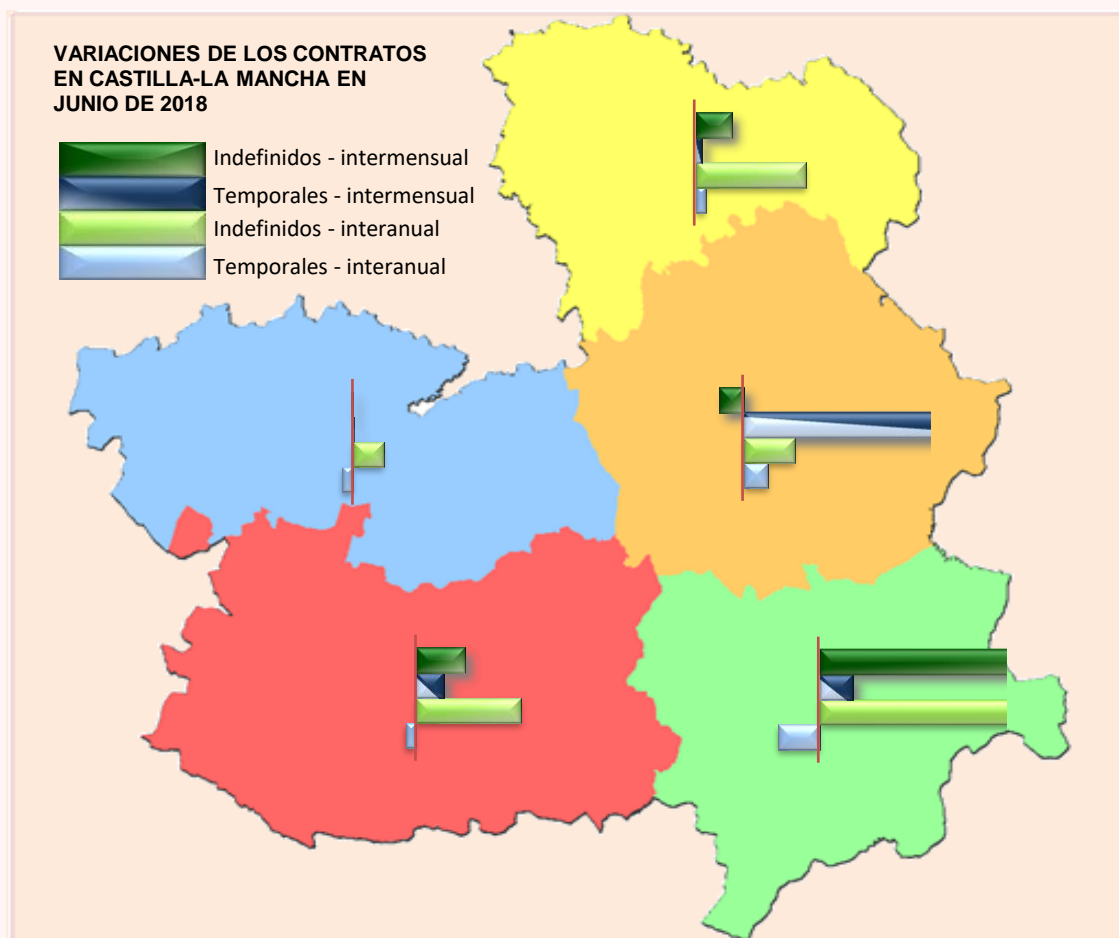 VARIACIONES DE LOS CONTRATOS
EN CASTILLA-LA MANCHA EN
JUNIO DE 2018
Indefinidos - intermensual
Temporales - intermensual
Indefinidos - interanual
Temporales - interanual